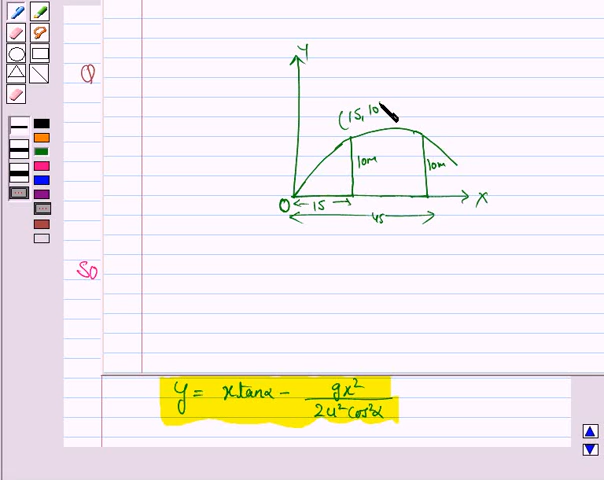 Q
Y
(15,10
10m
10m
O
15
X
45
So
y = x tanα - gx²/2u²cos²α